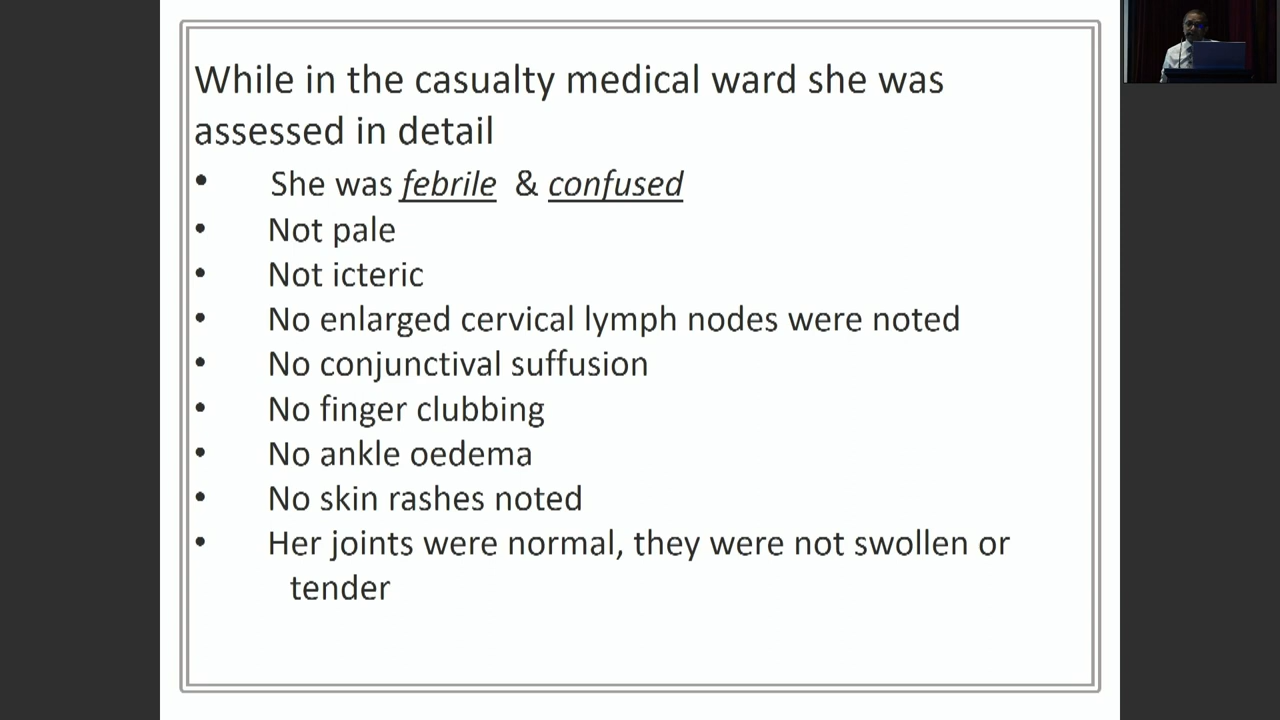 While in the casualty medical ward she was
assessed in detail
• She was febrile & confused
• Not pale
• Not icteric
• No enlarged cervical lymph nodes were noted
• No conjunctival suffusion
• No finger clubbing
• No ankle oedema
• No skin rashes noted
• Her joints were normal, they were not swollen or
tender